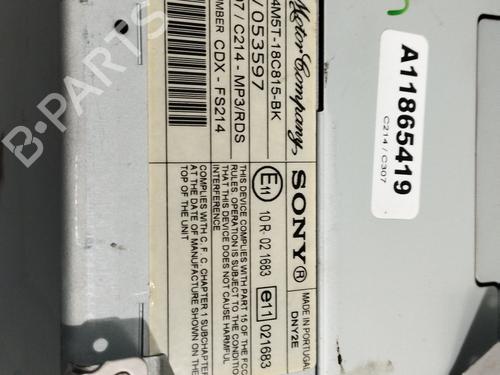 Motor Company
4M5T-18C815-BK
/053597
07 / C214 - MP3/RDS
MBER CDX - FS214
SONY®
E11 10 R- 02 1683
e11 021683
MADE IN PORTUGAL
DNY2E
THIS DEVICE COMPLIES WITH PART 15 OF THE FCC
RULES. OPERATION IS SUBJECT TO THE CONDITION
THAT THIS DEVICE DOES NOT CAUSE HARMFUL
INTERFERENCE
COMPLIES WITH C. F. C. CHAPTER 1 SUBCHAPTER
AT THE DATE OF MANUFACTURE SHOWN ON THE
TOP OF THE UNIT
A11865419
C214 / C307
B-PARTS